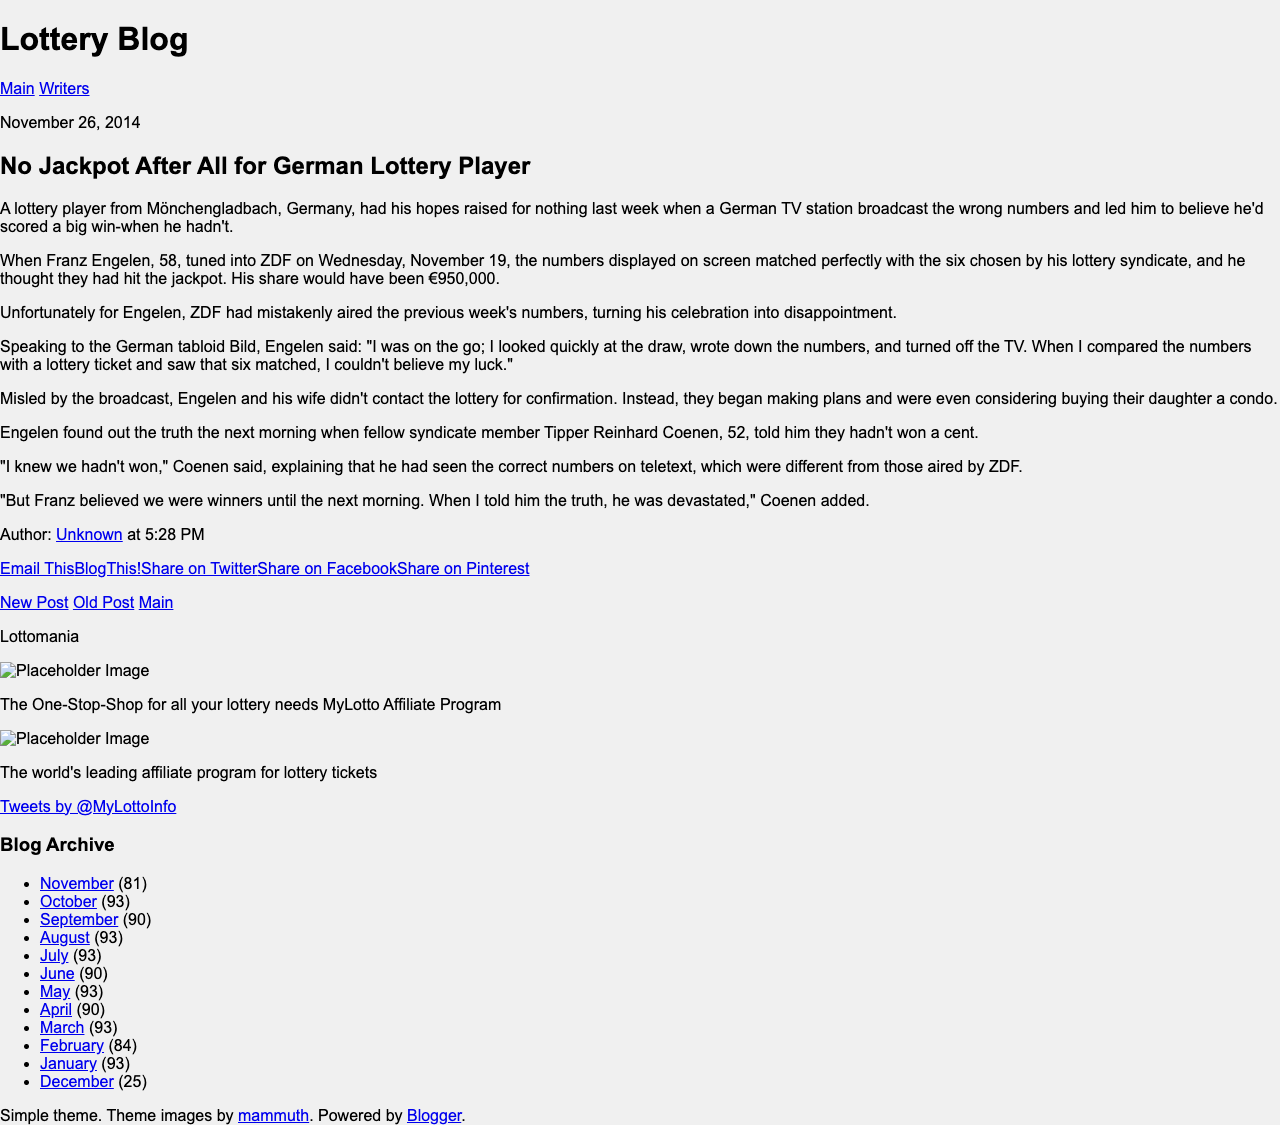 Lottery Blog
Main Writers
November 26, 2014
No Jackpot After All for German Lottery Player
A lottery player from Mönchengladbach, Germany, had his hopes raised for nothing last week when a German TV station broadcast the wrong numbers and led him to believe he'd
scored a big win-when he hadn't.
When Franz Engelen, 58, tuned into ZDF on Wednesday, November 19, the numbers displayed on screen matched perfectly with the six chosen by his lottery syndicate, and he
thought they had hit the jackpot. His share would have been €950,000.
Unfortunately for Engelen, ZDF had mistakenly aired the previous week's numbers, turning his celebration into disappointment.
Speaking to the German tabloid Bild, Engelen said: "I was on the go; I looked quickly at the draw, wrote down the numbers, and turned off the TV. When I compared the numbers
with a lottery ticket and saw that six matched, I couldn't believe my luck."
Misled by the broadcast, Engelen and his wife didn't contact the lottery for confirmation. Instead, they began making plans and were even considering buying their daughter a condo.
Engelen found out the truth the next morning when fellow syndicate member Tipper Reinhard Coenen, 52, told him they hadn't won a cent.
"I knew we hadn't won," Coenen said, explaining that he had seen the correct numbers on teletext, which were different from those aired by ZDF.
"But Franz believed we were winners until the next morning. When I told him the truth, he was devastated," Coenen added.
Author: Unknown at 5:28 PM
Email ThisBlogThis!Share on TwitterShare on FacebookShare on Pinterest
New Post Old Post Main
Lottomania
Placeholder Image
The One-Stop-Shop for all your lottery needs MyLotto Affiliate Program
Placeholder Image
The world's leading affiliate program for lottery tickets
Tweets by @MyLottoInfo
Blog Archive
November (81)
October (93)
September (90)
August (93)
July (93)
June (90)
May (93)
April (90)
March (93)
February (84)
January (93)
December (25)
Simple theme. Theme images by mammuth. Powered by Blogger.